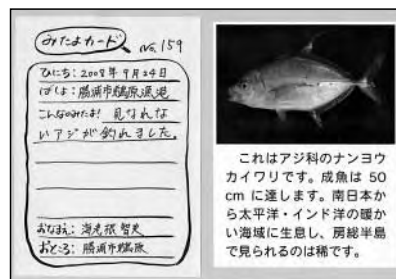 みたよカード
No.159
ひにち:2008年9月24日
ばしょ:勝浦市鵜原漁港
こんなのみたよ! 見なれな
いアジが釣れました。
おなまえ:海老根 智史
おところ:勝浦市鵜原
これはアジ科のナンヨウ
カイワリです。成魚は 50
cm に達します。南日本か
ら太平洋・インド洋の暖か
い海域に生息し、房総半島
で見られるのは稀です。